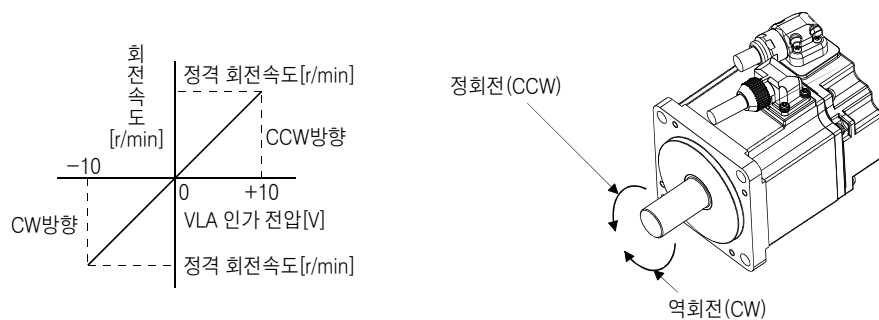 회전속도
[r/min]
정격 회전속도[r/min]
CCW방향
−10
0
+10
CW방향
VLA 인가 전압[V]
정격 회전속도[r/min]
정회전(CCW)
역회전(CW)